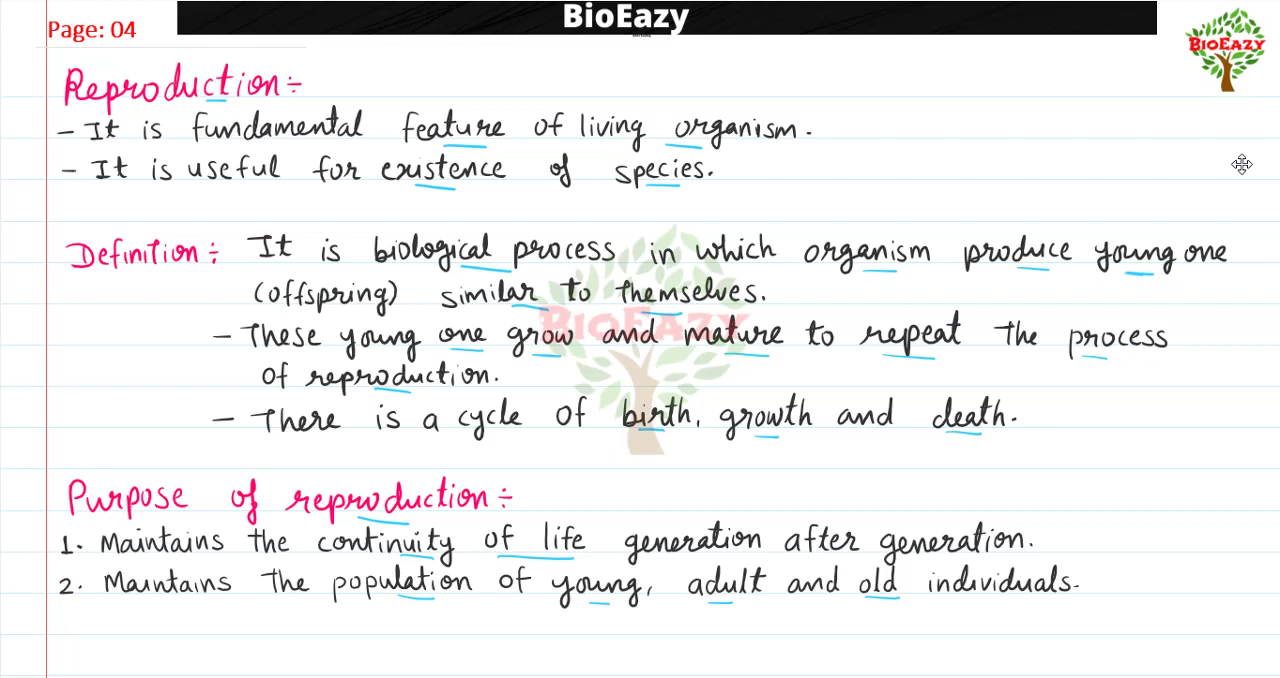 BioEazy
Page: 04
BIOEAZY
Reproduction:-
- It is fundamental feature of living organism.
- It is useful for existence of species.
Definition:- It is biological process in which organism produce young one
(offspring) similar to themselves.
BIOEAZY
- These young one grow and mature to repeat the process
of reproduction.
- There is a cycle of birth, growth and death.
Purpose of reproduction:-
1. Maintains the continuity of life generation after generation.
2. Maintains the population of young, adult and old individuals.